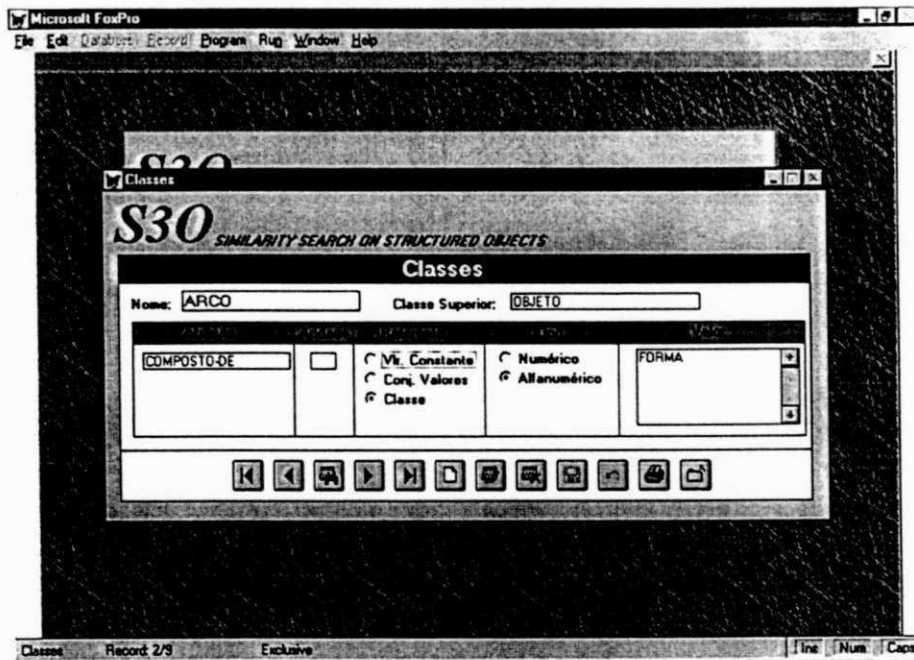 Microsoft FoxPro
File Edit Database Record Program Run Window Help
S3O
Classes
S3O SIMILARITY SEARCH ON STRUCTURED OBJECTS
Classes
Nome: ARCO Classe Superior: OBJETO
COMPOSTO-DE Vlr. Constante Numérico FORMA
Conj. Valores Alfanumérico
Classe
Classes Record: 2/9 Exclusive Ins Num Caps